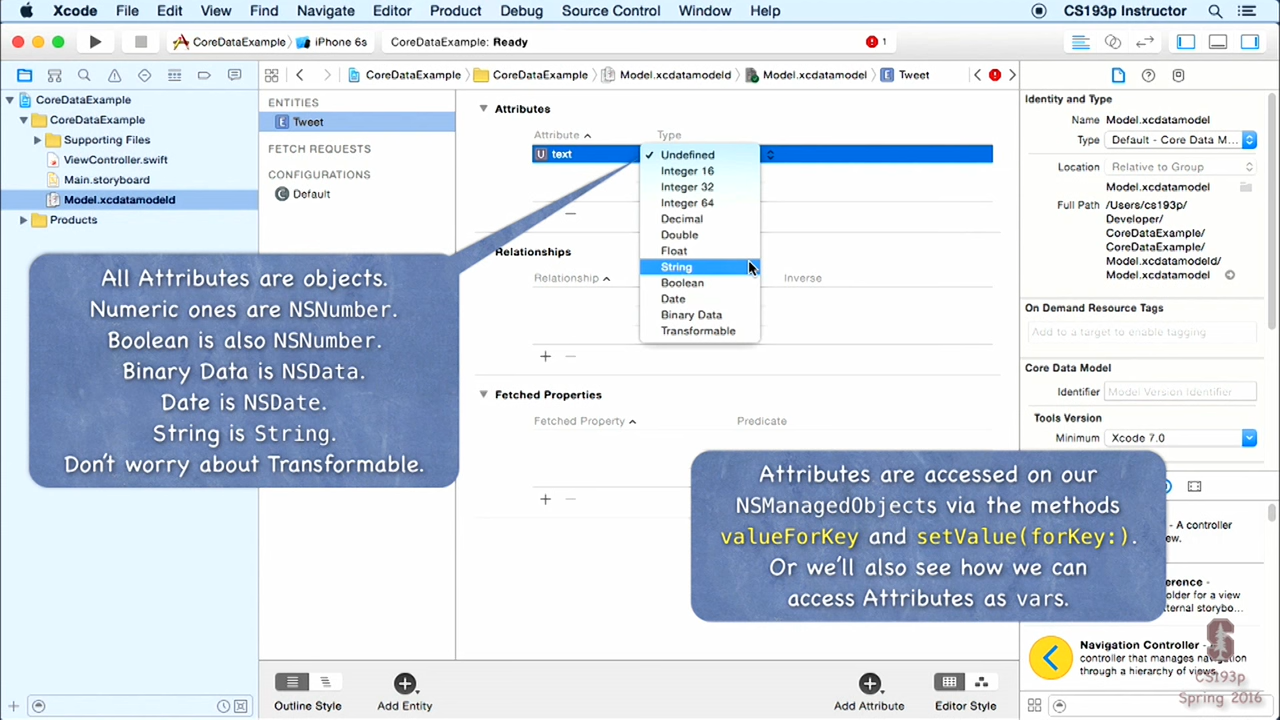 Xcode File Edit View Find Navigate Editor Product Debug Source Control Window Help CS193p Instructor
CoreDataExample iPhone 6s CoreDataExample: Ready 1
CoreDataExample CoreDataExample Model.xcdatamodeld Model.xcdatamodel E Tweet
CoreDataExample
CoreDataExample
Supporting Files
ViewController.swift
Main.storyboard
Model.xcdatamodeld
Products
ENTITIES
E Tweet
FETCH REQUESTS
CONFIGURATIONS
C Default
Attributes
Attribute Type
U text
✓ Undefined
Integer 16
Integer 32
Integer 64
Decimal
Double
Float
String
Boolean
Date
Binary Data
Transformable
Relationships
Relationship Inverse
Fetched Properties
Fetched Property Predicate
All Attributes are objects.
Numeric ones are NSNumber.
Boolean is also NSNumber.
Binary Data is NSData.
Date is NSDate.
String is String.
Don't worry about Transformable.
Attributes are accessed on our
NSManagedObjects via the methods
valueForKey and setValue(forKey:).
Or we'll also see how we can
access Attributes as vars.
Identity and Type
Name Model.xcdatamodel
Type Default - Core Data M...
Location Relative to Group
Model.xcdatamodel
Full Path /Users/cs193p/
Developer/
CoreDataExample/
CoreDataExample/
Model.xcdatamodeld/
Model.xcdatamodel
On Demand Resource Tags
Add to a target to enable tagging
Core Data Model
Identifier Model Version Identifier
Tools Version
Minimum Xcode 7.0
- A controller
ference -
older for a view
ternal storybo...
Navigation Controller -
controller that manages navigation
through a hierarchy of views.
CS193p
Spring 2016
Outline Style Add Entity Add Attribute Editor Style